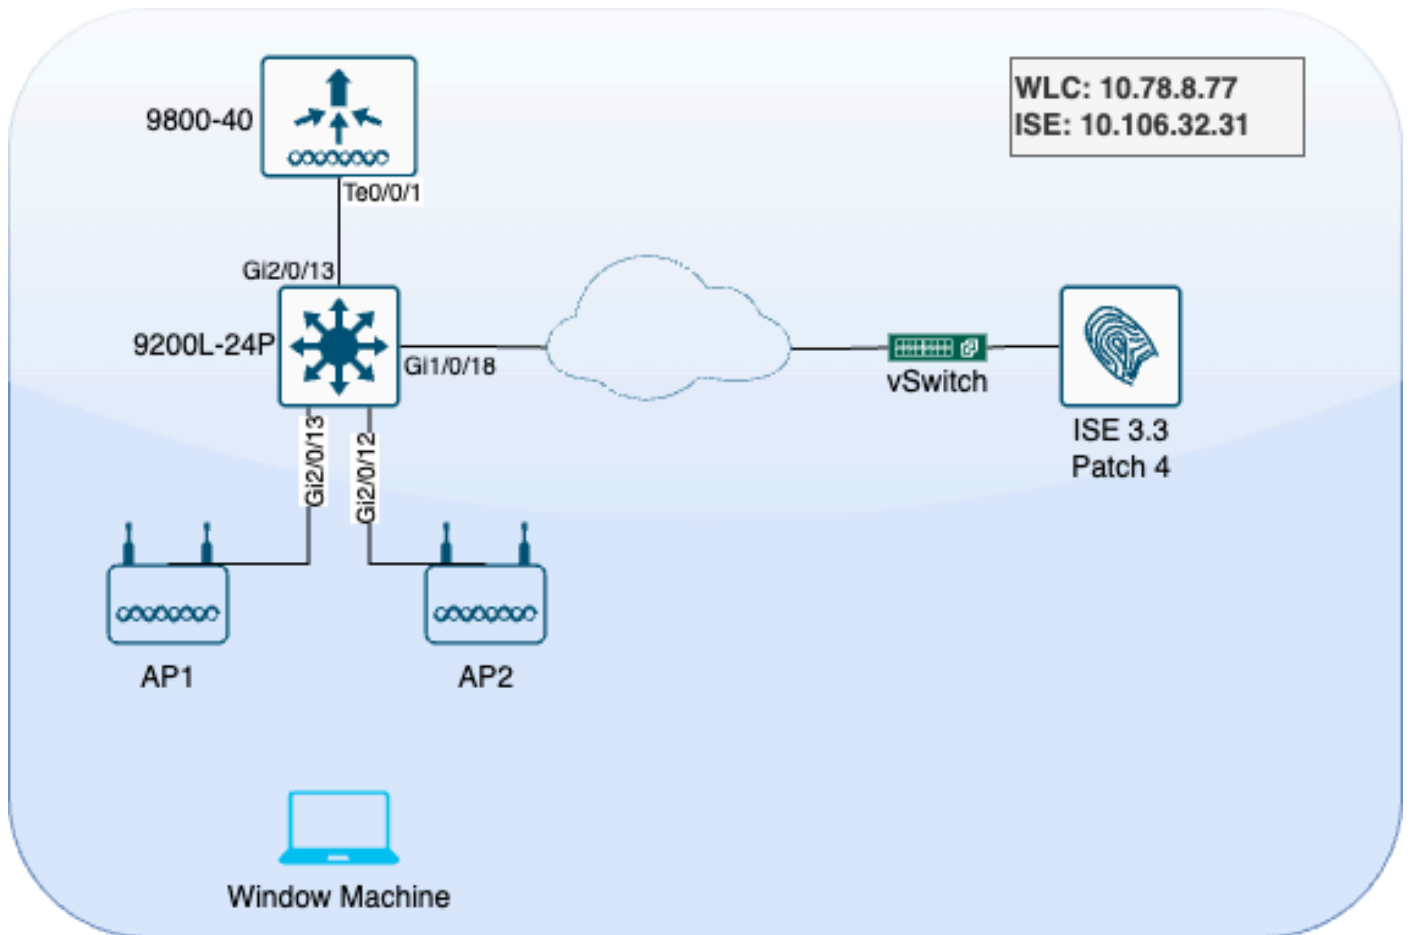 WLC: 10.78.8.77
ISE: 10.106.32.31
9800-40
Te0/0/1
Gi2/0/13
9200L-24P
Gi1/0/18
vSwitch
ISE 3.3
Patch 4
Gi2/0/13
Gi2/0/12
AP1
AP2
Window Machine